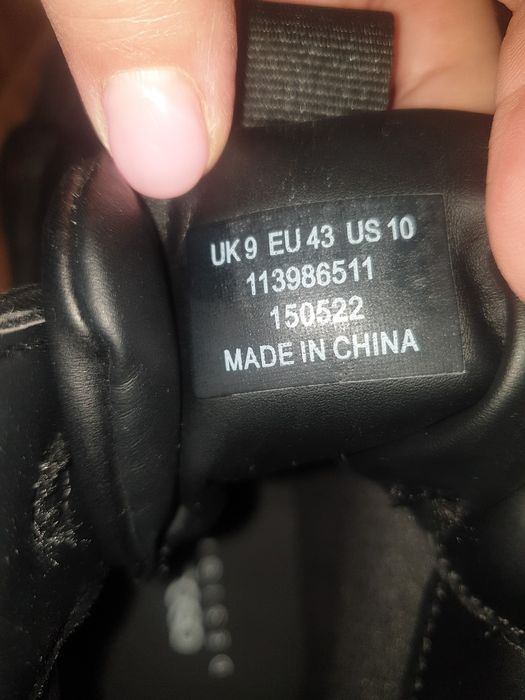 UK 9 EU 43 US 10
113986511
150522
MADE IN CHINA